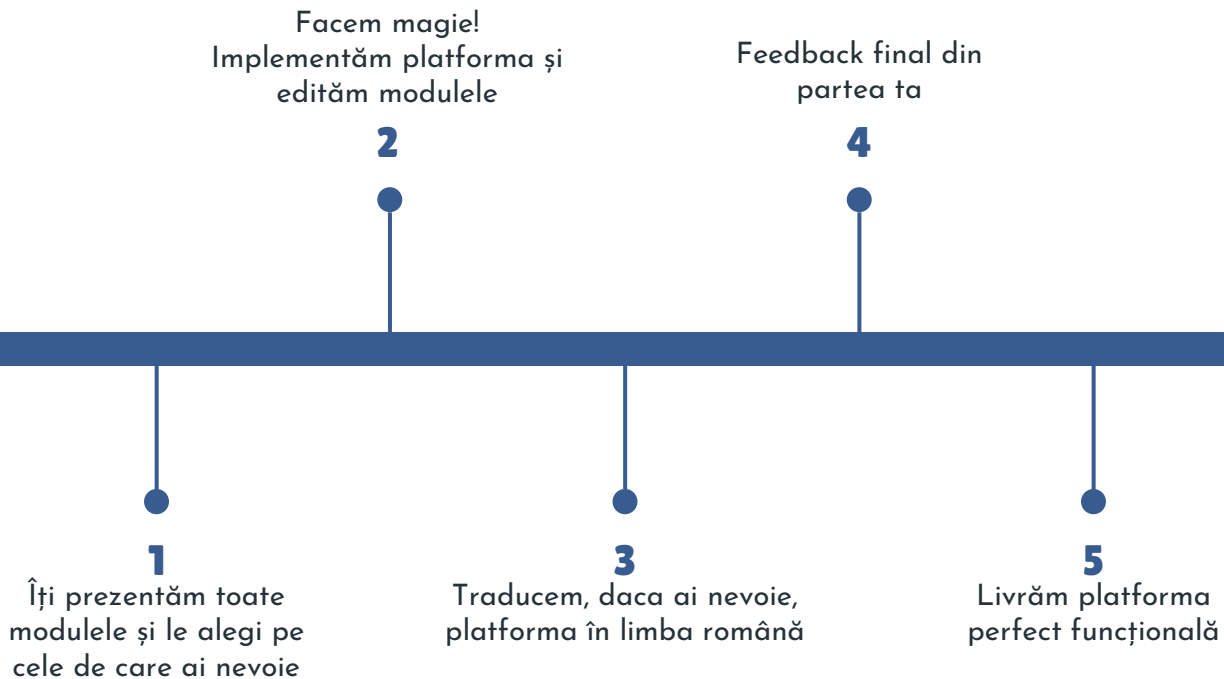 Facem magie!
Implementăm platforma și
edităm modulele
2
Feedback final din
partea ta
4
1
Îți prezentăm toate
modulele și le alegi pe
cele de care ai nevoie
3
Traducem, daca ai nevoie,
platforma în limba română
5
Livrăm platforma
perfect funcțională